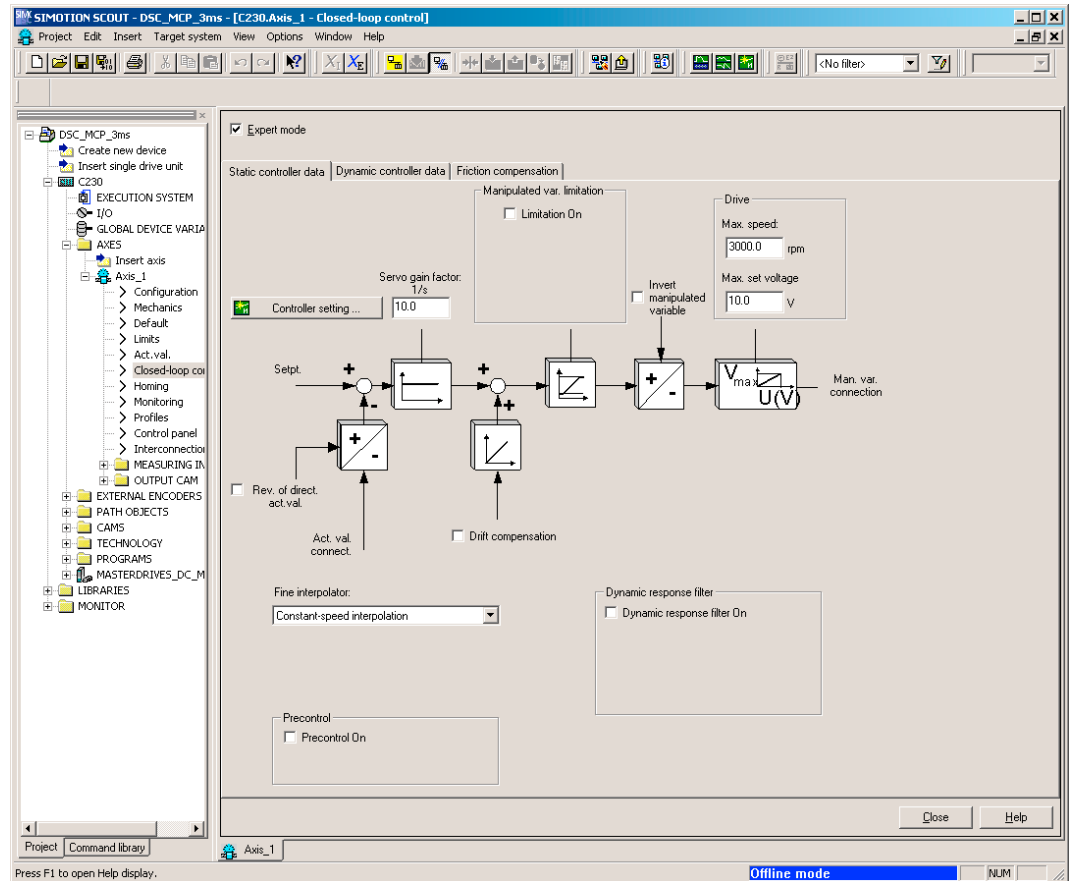 SIMOTION SCOUT - DSC_MCP_3ms - [C230.Axis_1 - Closed-loop control]
Project Edit Insert Target system View Options Window Help
<No filter>
DSC_MCP_3ms
Create new device
Insert single drive unit
C230
EXECUTION SYSTEM
I/O
GLOBAL DEVICE VARIA
AXES
Insert axis
Axis_1
Configuration
Mechanics
Default
Limits
Act.val.
Closed-loop co
Homing
Monitoring
Profiles
Control panel
Interconnection
MEASURING IN
OUTPUT CAM
EXTERNAL ENCODERS
PATH OBJECTS
CAMS
TECHNOLOGY
PROGRAMS
MASTERDRIVES_DC_M
LIBRARIES
MONITOR
Project Command library
Expert mode
Static controller data Dynamic controller data Friction compensation
Manipulated var. limitation
Limitation On
Drive
Max. speed:
3000.0 rpm
Max. set voltage
10.0 V
Servo gain factor:
1/s
Controller setting ... 10.0
Invert
manipulated
variable
Setpt.
+
-
+
+
+
-
Vmax
U(V)
Man. var.
connection
+
-
Rev. of direct.
act.val.
Act. val.
connect.
Drift compensation
Fine interpolator:
Constant-speed interpolation
Dynamic response filter
Dynamic response filter On
Precontrol
Precontrol On
Close Help
Axis_1
Press F1 to open Help display. Offline mode NUM